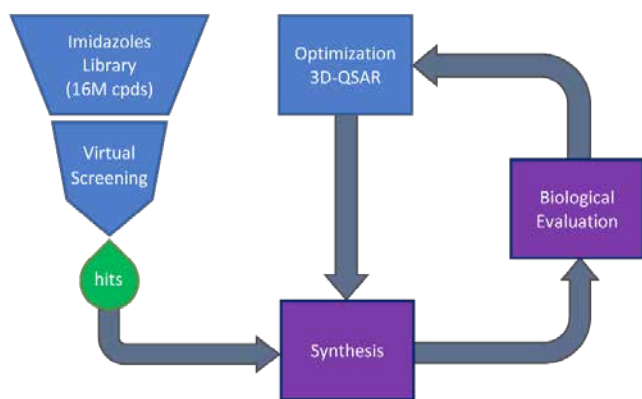 Imidazoles
Library
(16M cpds)
Virtual
Screening
hits
Optimization
3D-QSAR
Biological
Evaluation
Synthesis